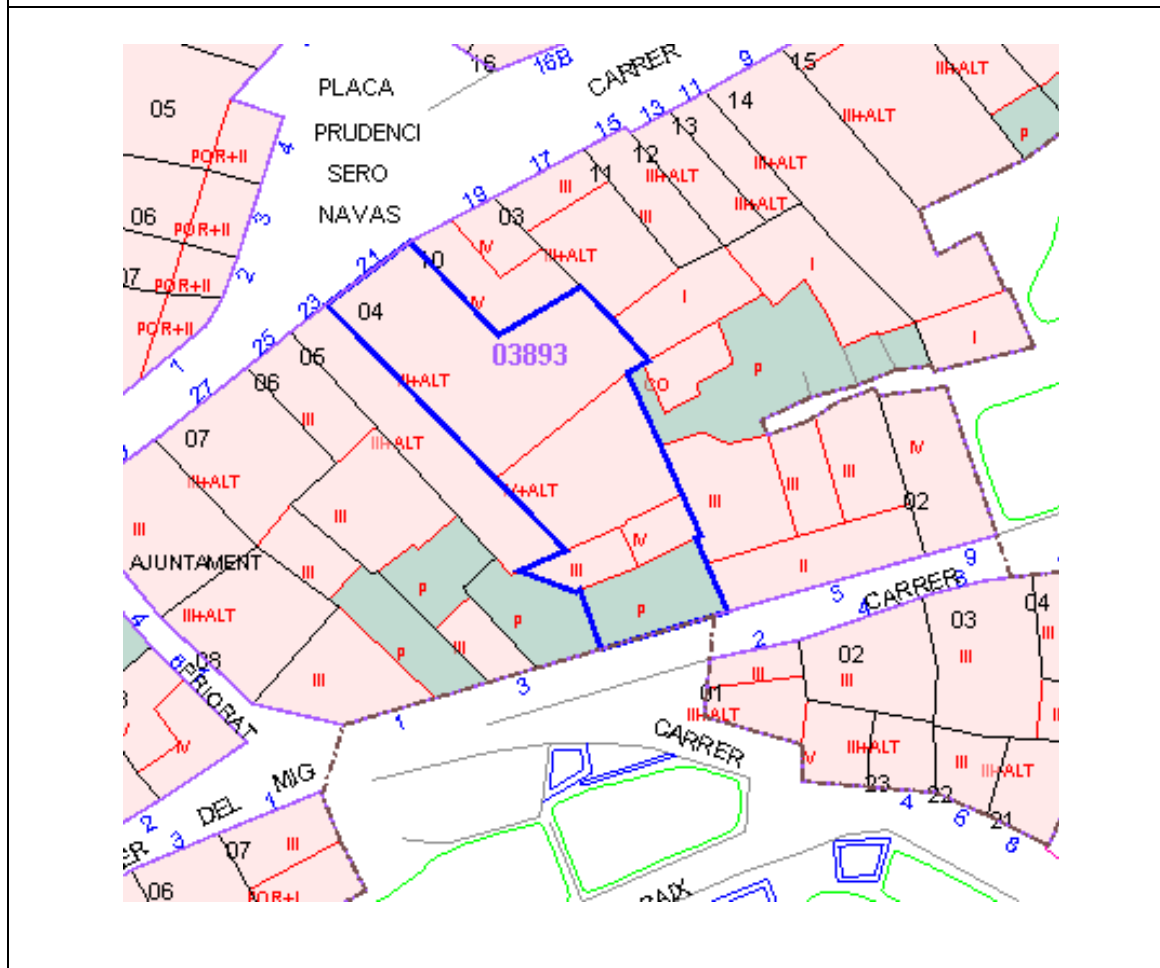 16
16B
CARRER
9
15
III+ALT
PLACA
PRUDENCI
SERO
NAVAS
05
POR+II
4
11
13
14
III+ALT
P
15
13
12
III+ALT
III+ALT
17
11
III
III
III+ALT
19
03
IV
III+ALT
06
POR+II
3
2
07
POR+II
POR+II
1
21
10
IV
I
I
23
04
03893
25
05
P
CO
27
06
III
III+ALT
07
III+ALT
III+ALT
III
IV+ALT
III
III
III
III
IV
02
AJUNTAMENT
III
IV
III
II
9
III+ALT
P
P
P
5
CARRER
8
4
08
PRIORAT
III
P
III
3
2
02
03
04
III
III
III
III
01
III+ALT
1
IV
CARRER
IV
III+ALT
III
III+ALT
23
22
21
4
6
8
MIG
DEL
1
3
2
07
III
06
POR+I
BAIX